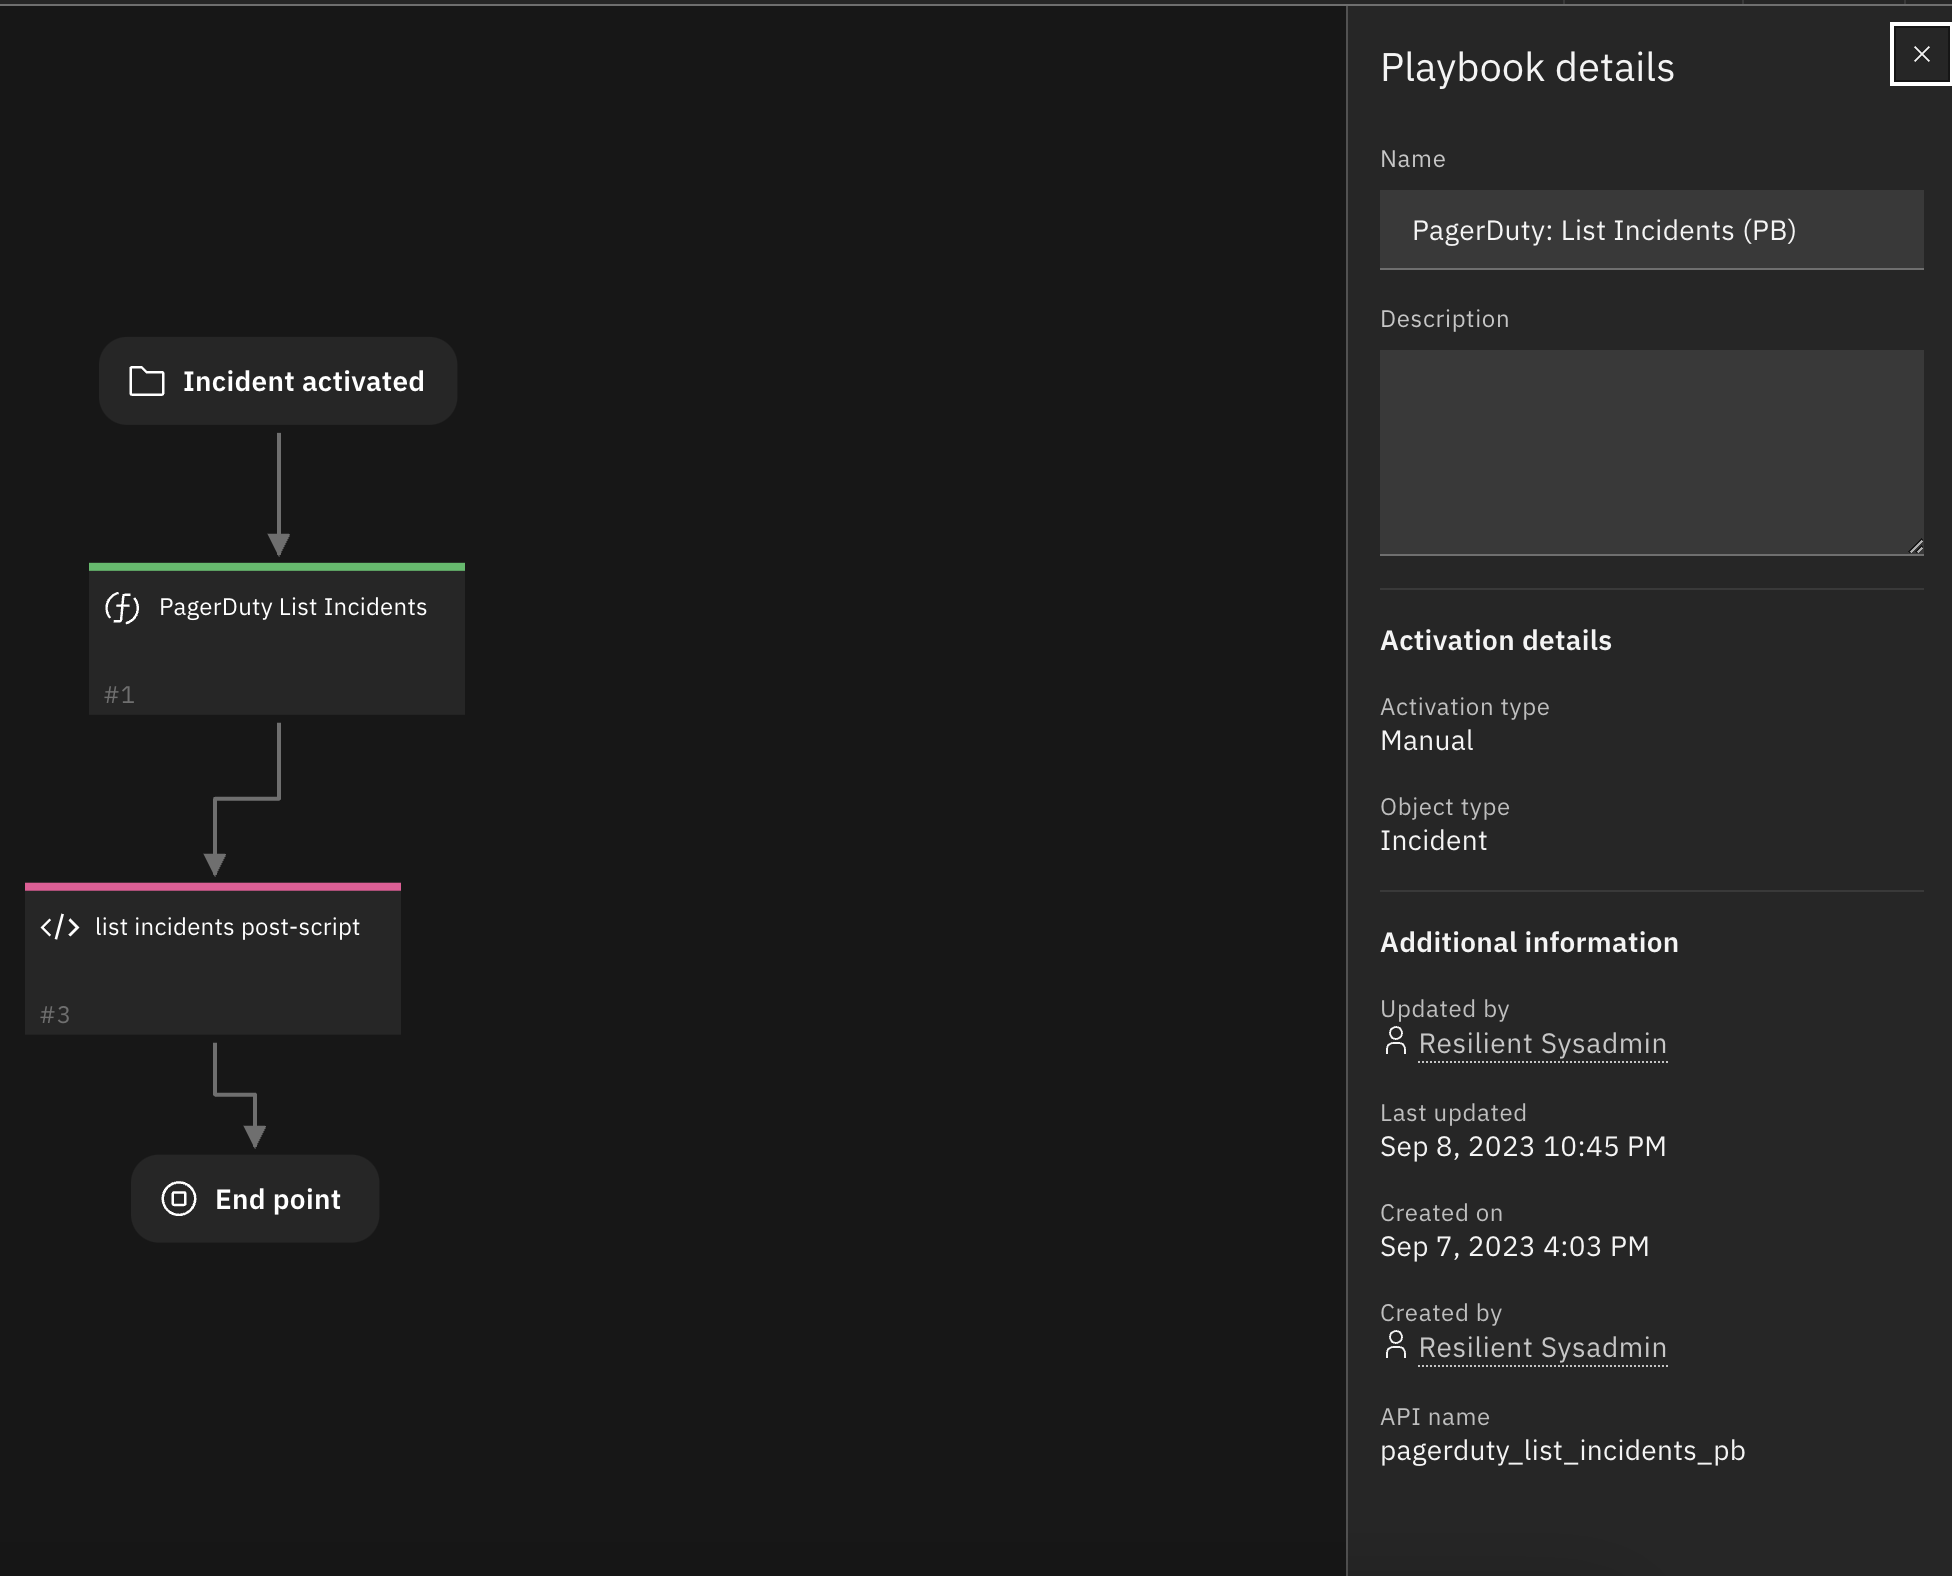 Incident activated
PagerDuty List Incidents
#1
</> list incidents post-script
#3
End point
Playbook details
Name
PagerDuty: List Incidents (PB)
Description
Activation details
Activation type
Manual
Object type
Incident
Additional information
Updated by
Resilient Sysadmin
Last updated
Sep 8, 2023 10:45 PM
Created on
Sep 7, 2023 4:03 PM
Created by
Resilient Sysadmin
API name
pagerduty_list_incidents_pb